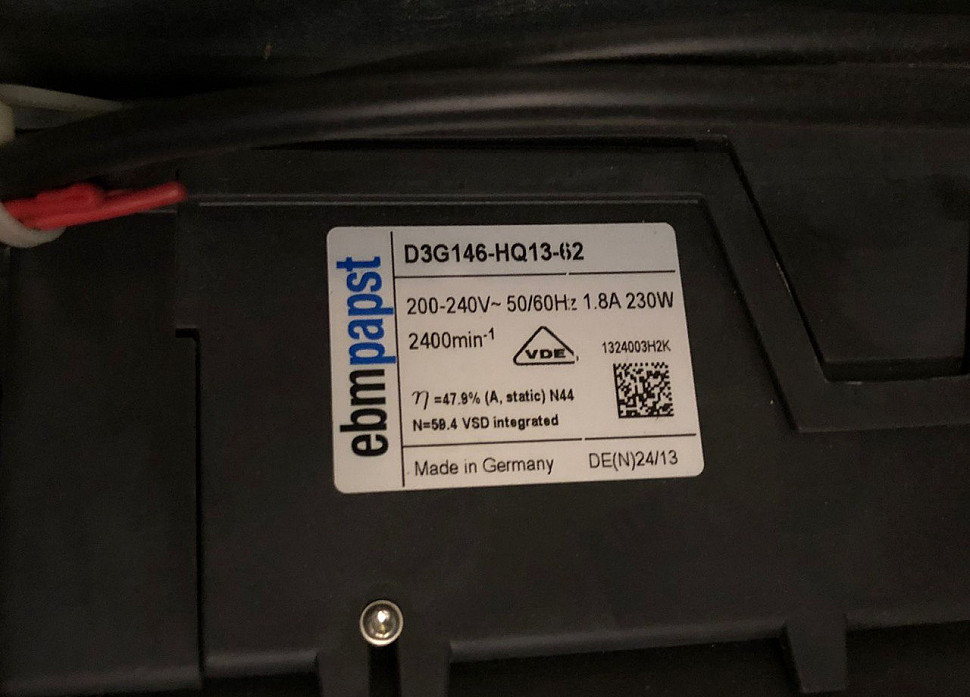 ebmpapst
D3G146-HQ13-62
200-240V~ 50/60Hz 1.8A 230W
2400min-1
VDE
1324003H2K
η =47.9% (A, static) N44
N=59.4 VSD integrated
Made in Germany
DE(N)24/13